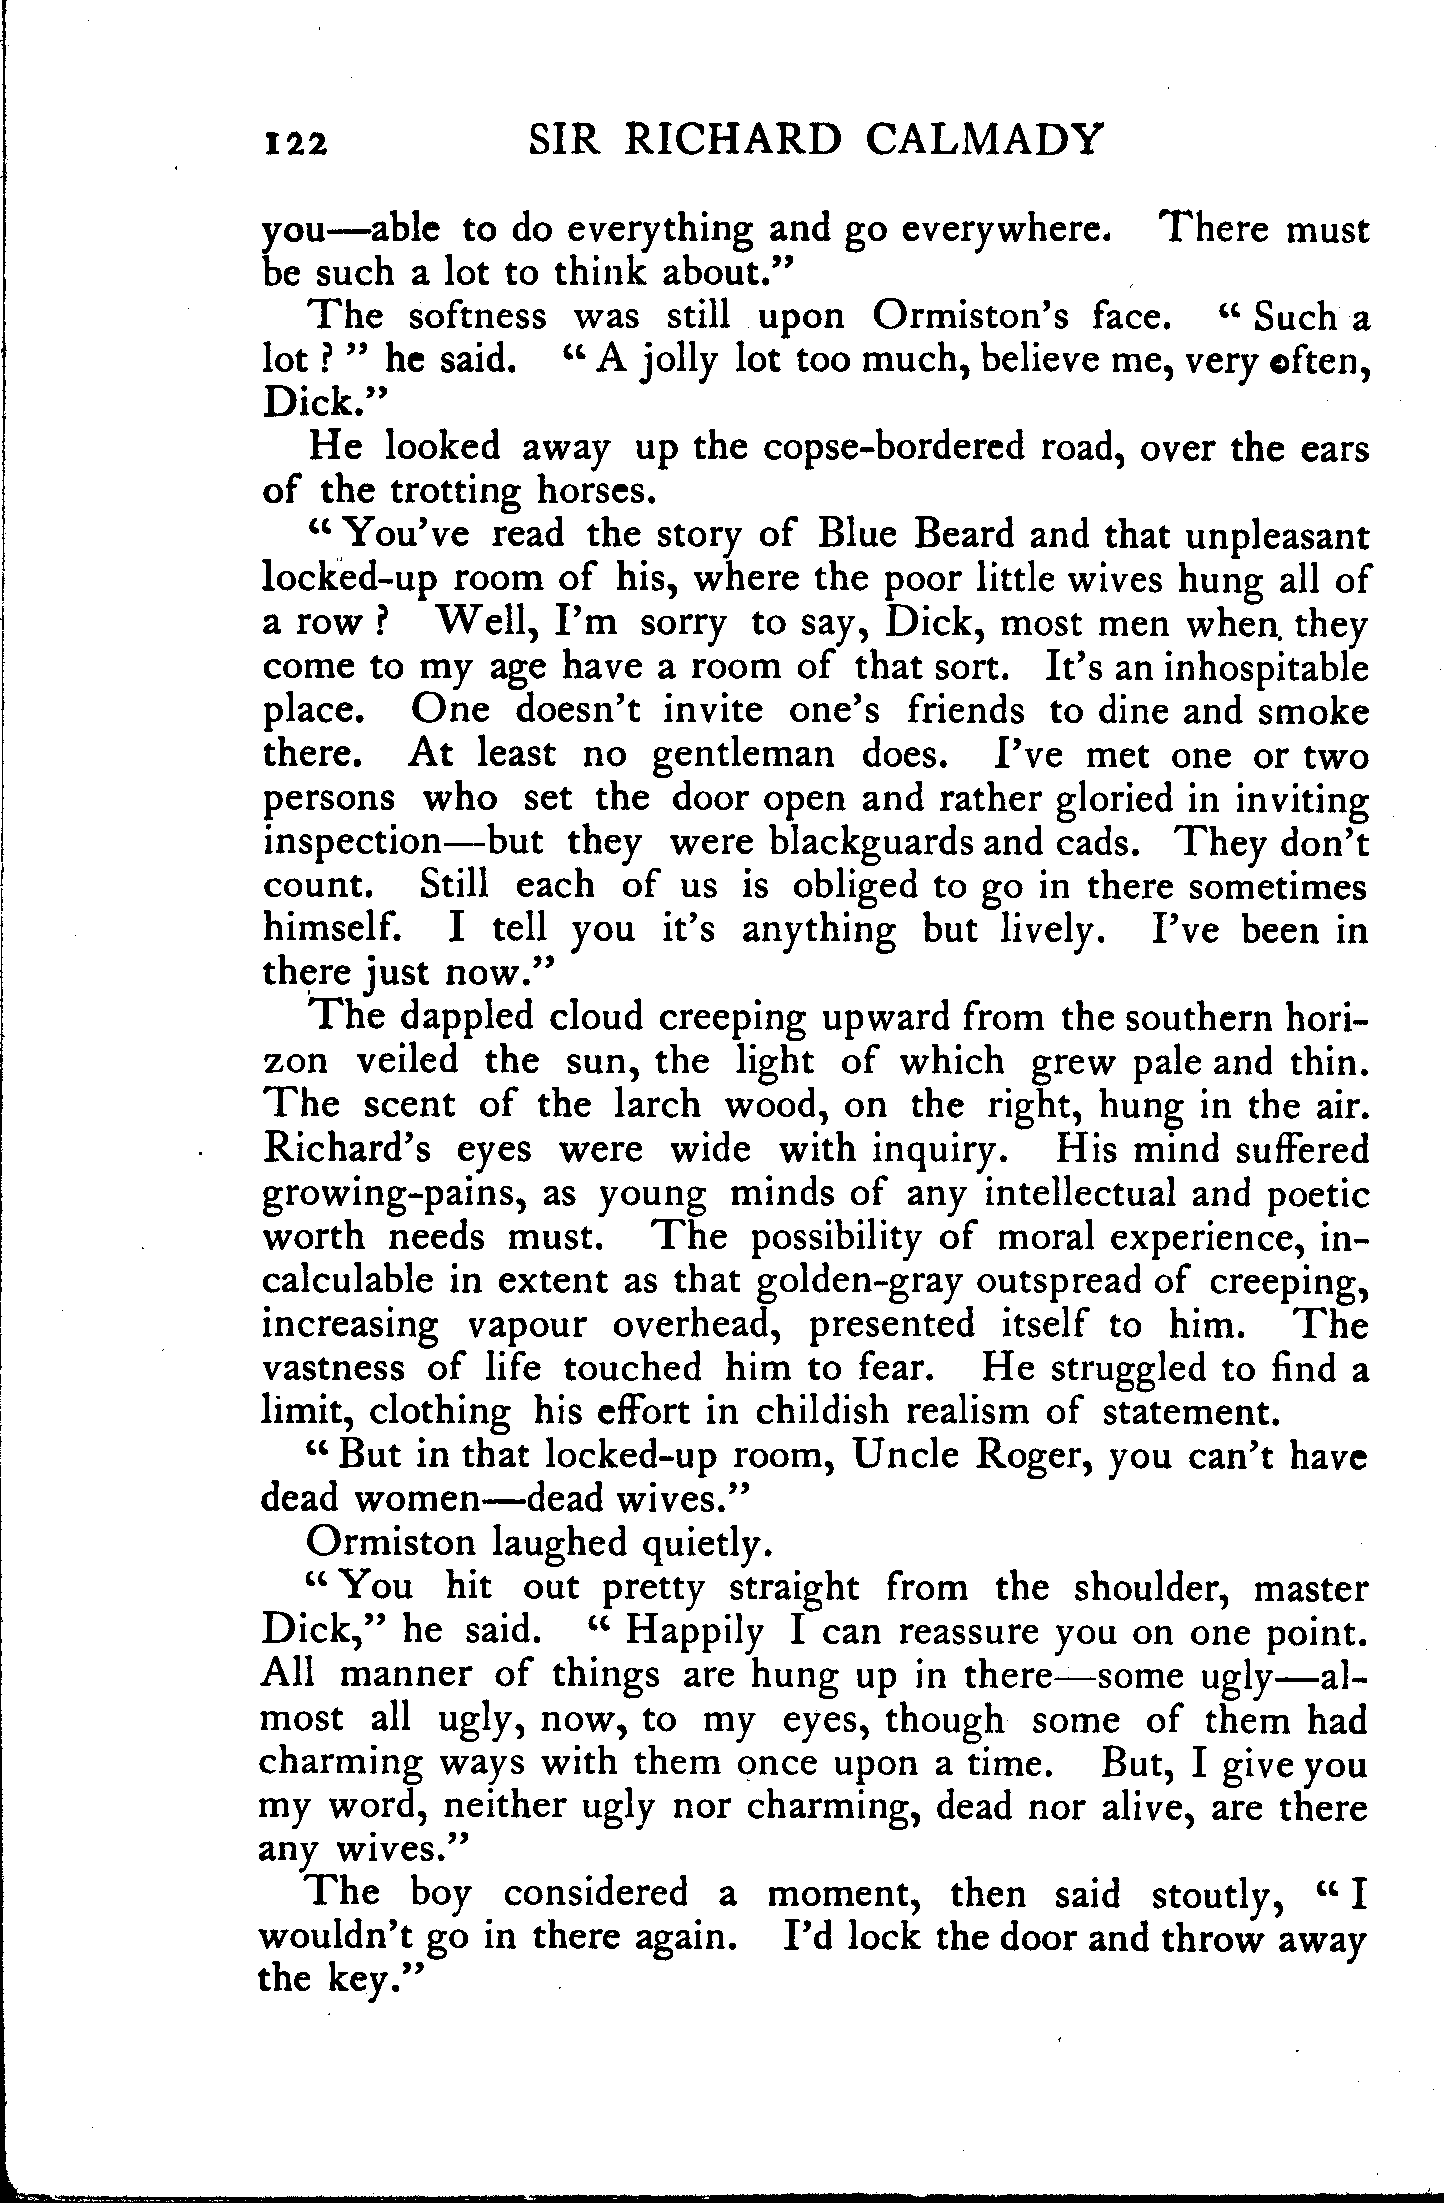 122 SIR RICHARD CALMADY
you—able to do everything and go everywhere. There must
be such a lot to think about."
The softness was still upon Ormiston's face. "Such a
lot?" he said. "A jolly lot too much, believe me, very often,
Dick."
He looked away up the copse-bordered road, over the ears
of the trotting horses.
"You've read the story of Blue Beard and that unpleasant
locked-up room of his, where the poor little wives hung all of
a row? Well, I'm sorry to say, Dick, most men when they
come to my age have a room of that sort. It's an inhospitable
place. One doesn't invite one's friends to dine and smoke
there. At least no gentleman does. I've met one or two
persons who set the door open and rather gloried in inviting
inspection—but they were blackguards and cads. They don't
count. Still each of us is obliged to go in there sometimes
himself. I tell you it's anything but lively. I've been in
there just now."
The dappled cloud creeping upward from the southern hori-
zon veiled the sun, the light of which grew pale and thin.
The scent of the larch wood, on the right, hung in the air.
Richard's eyes were wide with inquiry. His mind suffered
growing-pains, as young minds of any intellectual and poetic
worth needs must. The possibility of moral experience, in-
calculable in extent as that golden-gray outspread of creeping,
increasing vapour overhead, presented itself to him. The
vastness of life touched him to fear. He struggled to find a
limit, clothing his effort in childish realism of statement.
"But in that locked-up room, Uncle Roger, you can't have
dead women—dead wives."
Ormiston laughed quietly.
"You hit out pretty straight from the shoulder, master
Dick," he said. "Happily I can reassure you on one point.
All manner of things are hung up in there—some ugly—al-
most all ugly, now, to my eyes, though some of them had
charming ways with them once upon a time. But, I give you
my word, neither ugly nor charming, dead nor alive, are there
any wives."
The boy considered a moment, then said stoutly, "I
wouldn't go in there again. I'd lock the door and throw away
the key."